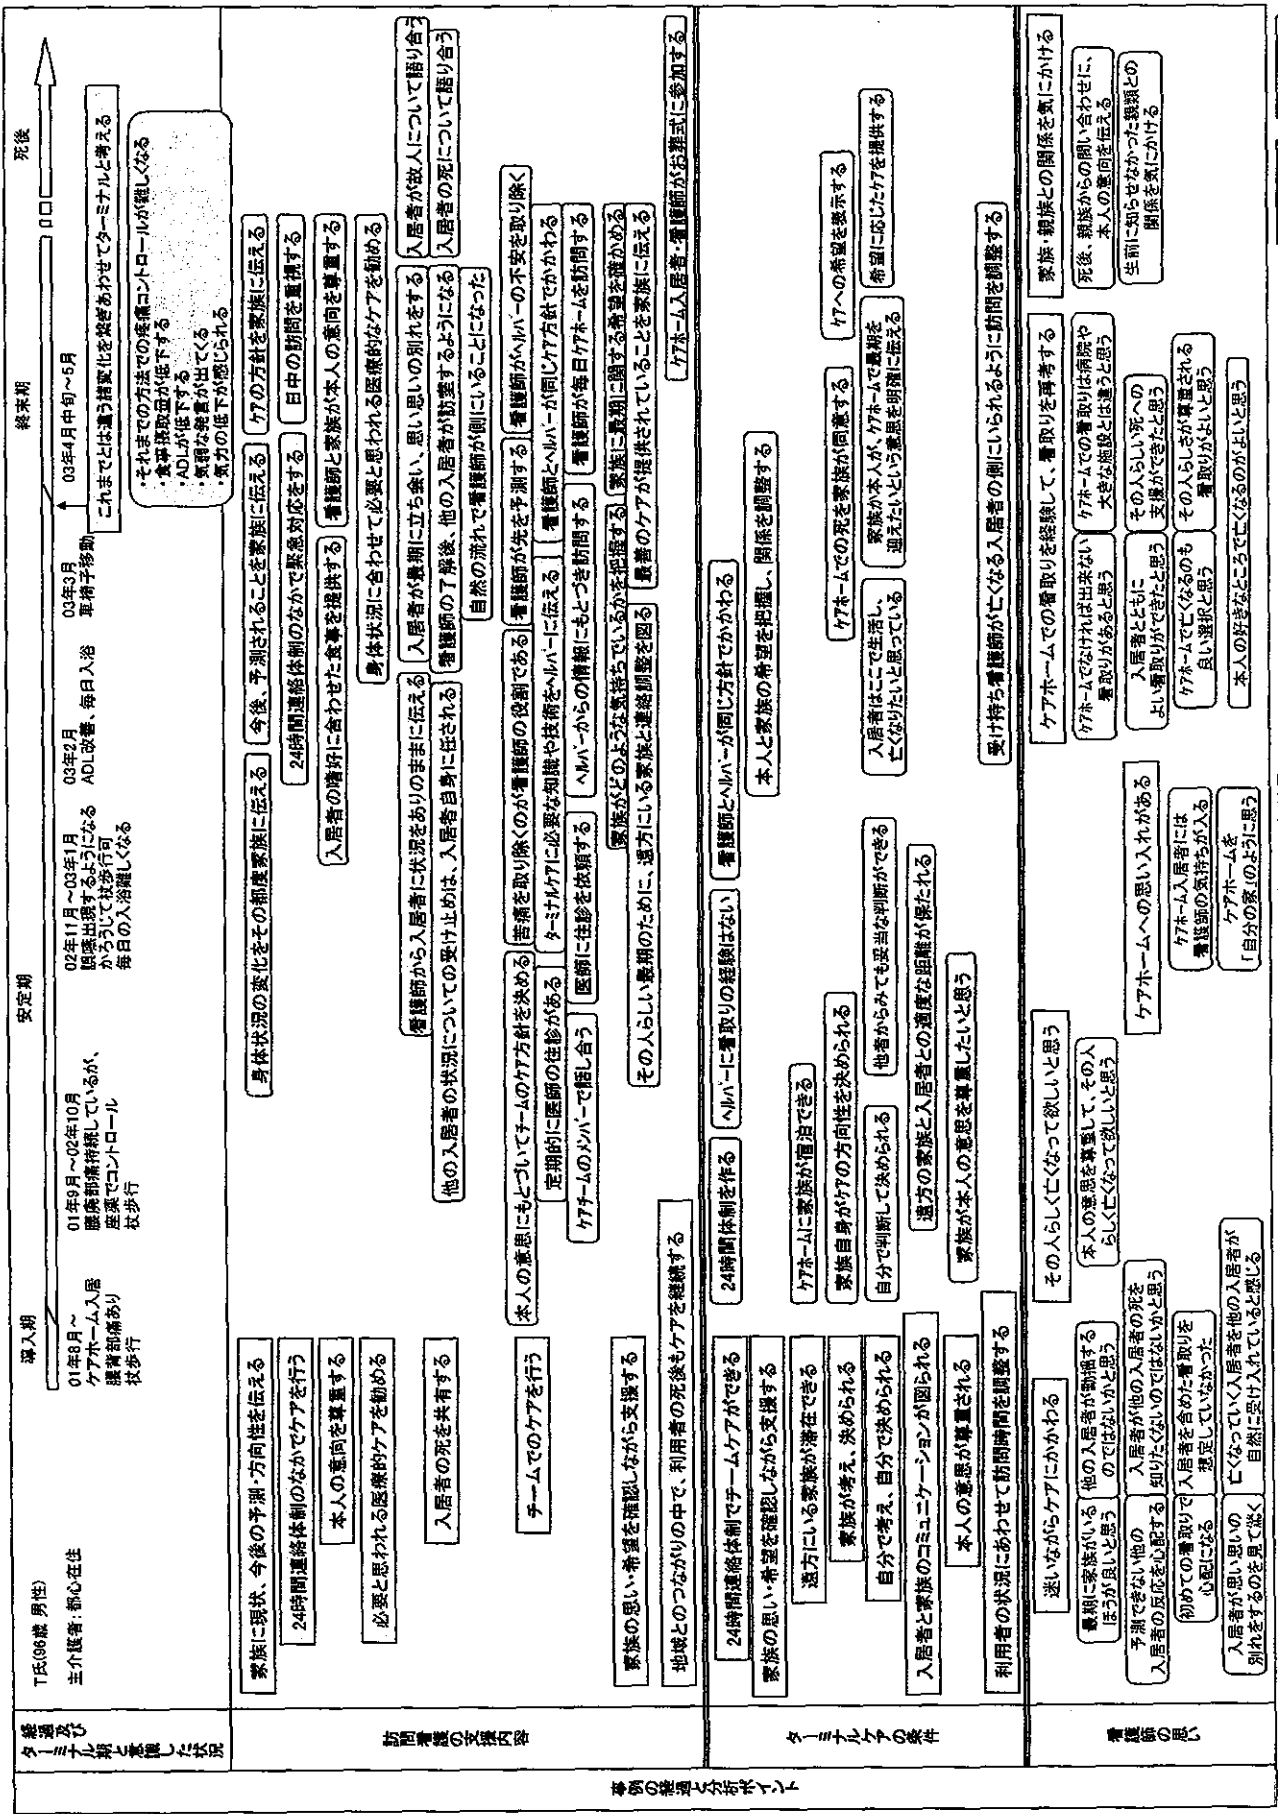 事例の経過と分析ポイント
経過及び
ターミナル期と意識した状況
T氏(96歳 男性)
主介護者：都心在住
導入期
安定期
終末期
死後
01年8月～
ケアホーム入居
腰背部痛あり
杖歩行
01年9月～02年10月
腰痛部痛持続しているが、
座薬でコントロール
杖歩行
02年11月～03年1月
誤嚥出現するようになる
かろうじて杖歩行可
毎日の入浴難しくなる
03年2月
ADL改善、毎日入浴
03年3月
車椅子移動
03年4月中旬～5月
これまでとは違う諸変化を繋ぎあわせてターミナルと考える
・それまでの方法での疼痛コントロールが難しくなる
・食事摂取量が低下する
ADLが低下する
・気弱な発言が出てくる
・気力の低下が感じられる
訪問看護の支援内容
家族に現状、今後の予測・方向性を伝える
身体状況の変化をその都度家族に伝える
今後、予測されることを家族に伝える
ケアの方針を家族に伝える
24時間連絡体制のなかでケアを行う
24時間連絡体制のなかで緊急対応をする
日中の訪問を重視する
本人の意向を尊重する
入居者の嗜好に合わせた食事を提供する
看護師と家族が本人の意向を尊重する
必要と思われる医療的ケアを勧める
身体状況に合わせて必要と思われる医療的なケアを勧める
入居者の死を共有する
看護師から入居者に状況をありのままに伝える
入居者が最期に立ち会い、思い思いの別れをする
入居者が故人について語り合う
他の入居者の状況についての受け止めは、入居者自身に任される
看護師の了解後、他の入居者が訪室するようになる
入居者の死について語り合う
自然の流れで看護師が側にいることになった
チームでのケアを行う
本人の意思にもとづいてチームのケア方針を決める
苦痛を取り除くのが看護師の役割である
看護師が先を予測する
看護師がヘルパーの不安を取り除く
定期的に医師の往診がある
ターミナルケアに必要な知識や技術をヘルパーに伝える
看護師とヘルパーが同じケア方針でかかわる
ケアチームのメンバーで話し合う
医師に往診を依頼する
ヘルパーからの情報にもとづき訪問する
看護師が毎日ケアホームを訪問する
家族の思い・希望を確認しながら支援する
家族がどのような気持ちでいるかを把握する
家族に最期に関する希望を確かめる
その人らしい最期のために、遠方にいる家族と連絡調整を図る
最善のケアが提供されていることを家族に伝える
地域とのつながりの中で、利用者の死後もケアを継続する
ケアホーム入居者・看護師がお葬式に参加する
ターミナルケアの条件
24時間連絡体制でチームケアができる
24時間体制を作る
ヘルパーに看取りの経験はない
看護師とヘルパーが同じ方針でかかわる
家族の思い・希望を確認しながら支援する
本人と家族の希望を把握し、関係を調整する
遠方にいる家族が滞在できる
ケアホームに家族が宿泊できる
家族が考え、決められる
家族自身がケアの方向性を決められる
ケアホームでの死を家族が同意する
ケアへの希望を表示する
自分で考え、自分で決められる
自分で判断して決められる
他者からみても妥当な判断ができる
入居者はここで生活し、
亡くなりたいと思っている
家族か本人が、ケアホームで最期を
迎えたいという意思を明確に伝える
希望に応じたケアを提供する
入居者と家族のコミュニケーションが図られる
遠方の家族と入居者との適度な距離が保たれる
本人の意思が尊重される
家族が本人の意思を尊重したいと思う
利用者の状況にあわせて訪問時間を調整する
受け持ち看護師が亡くなる入居者の側にいられるように訪問を調整する
看護師の思い
迷いながらケアにかかわる
その人らしく亡くなって欲しいと思う
ケアホームへの思い入れがある
ケアホームでの看取りを経験して、看取りを再考する
家族・親族との関係を気にかける
最期に家族がいる
ほうが良いと思う
他の入居者が動揺する
のではないかと思う
本人の意思を尊重して、その人
らしく亡くなって欲しいと思う
ケアホーム入居者には
看護師の気持ちが入る
ケアホームでなければ出来ない
看取りがあると思う
ケアホームでの看取りは病院や
大きな施設とは違うと思う
死後、親族からの問い合わせに、
本人の意向を伝える
予測できない他の
入居者の反応を心配する
入居者が他の入居者の死を
知りたくないのではないかと思う
ケアホームを
「自分の家」のように思う
入居者とともに
よい看取りができたと思う
その人らしい死への
支援ができたと思う
生前に知らせなかった親類との
関係を気にかける
初めての看取りで
心配になる
入居者を含めた看取りを
想定していなかった
ケアホームで亡くなるのも
良い選択と思う
その人らしさが尊重される
看取りがよいと思う
入居者が思い思いの
別れをするのを見て驚く
亡くなっていく入居者を他の入居者が
自然に受け入れていると感じる
本人の好きなところで亡くなるのがよいと思う